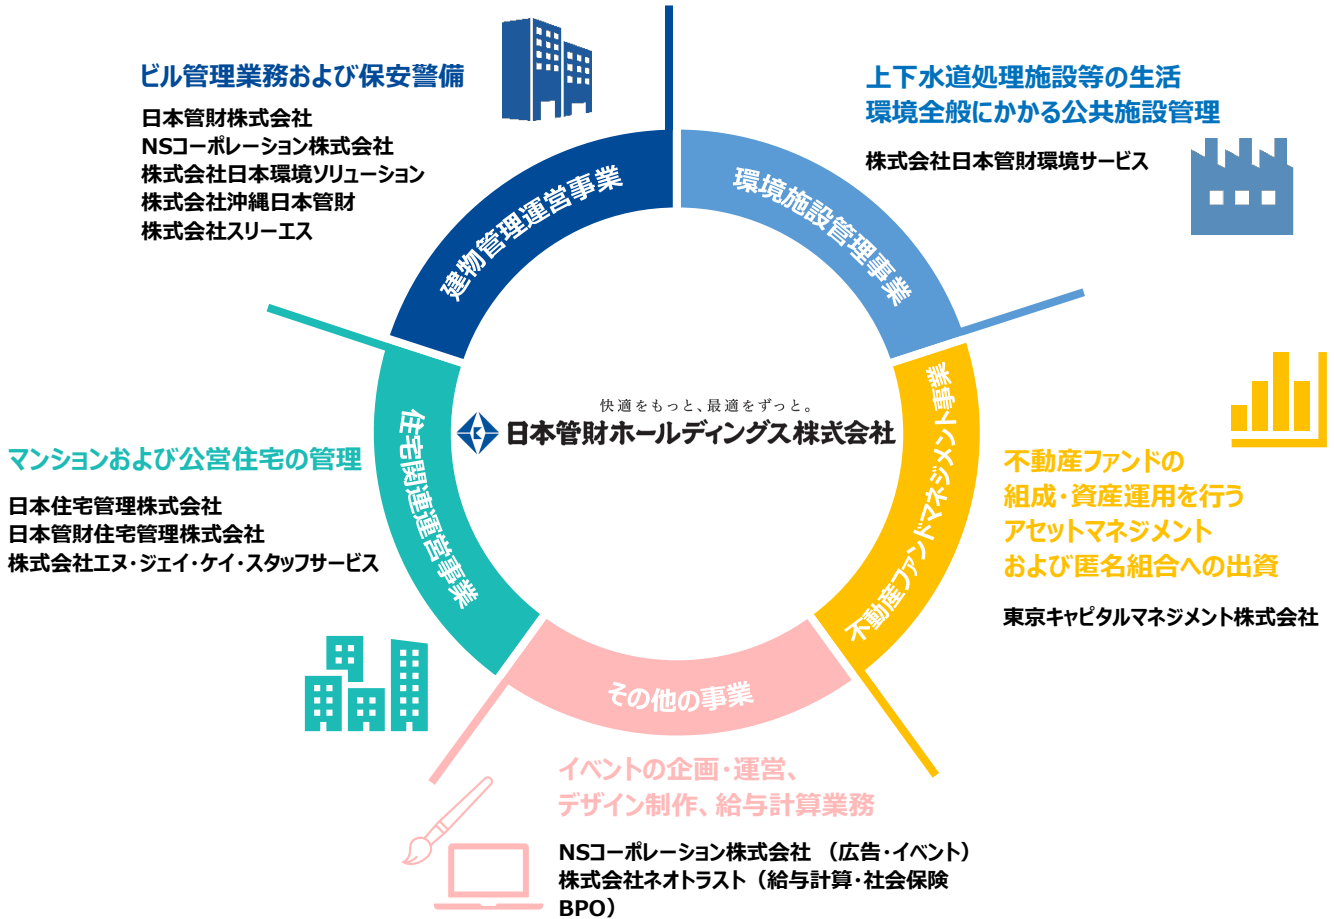 ビル管理業務および保安警備
日本管財株式会社
NSコーポレーション株式会社
株式会社日本環境ソリューション
株式会社沖縄日本管財
株式会社スリーエス
上下水道処理施設等の生活
環境全般にかかる公共施設管理
株式会社日本管財環境サービス
建物管理運営事業
環境施設管理事業
快適をもっと、最適をずっと。
日本管財ホールディングス株式会社
住宅関連運営事業
不動産ファンドマネジメント事業
マンションおよび公営住宅の管理
日本住宅管理株式会社
日本管財住宅管理株式会社
株式会社エヌ・ジェイ・ケイ・スタッフサービス
不動産ファンドの
組成・資産運用を行う
アセットマネジメント
および匿名組合への出資
東京キャピタルマネジメント株式会社
その他の事業
イベントの企画・運営、
デザイン制作、給与計算業務
NSコーポレーション株式会社 （広告・イベント）
株式会社ネオトラスト（給与計算・社会保険
BPO）